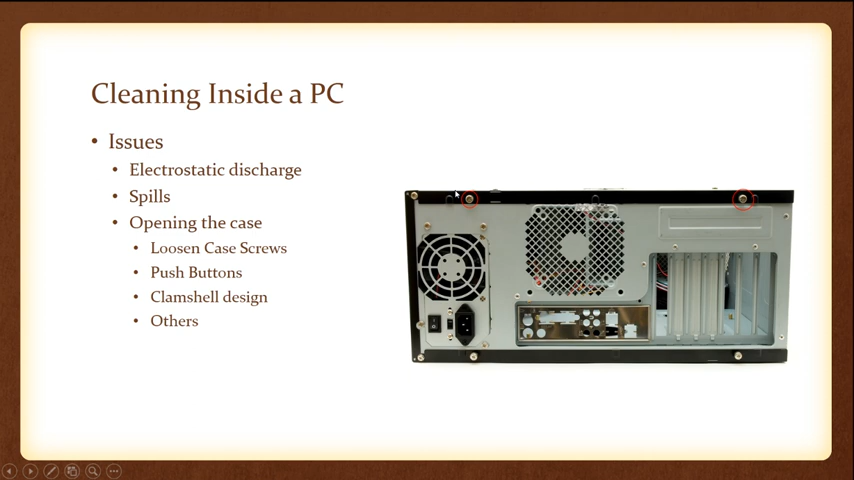 Cleaning Inside a PC
• Issues
• Electrostatic discharge
• Spills
• Opening the case
• Loosen Case Screws
• Push Buttons
• Clamshell design
• Others